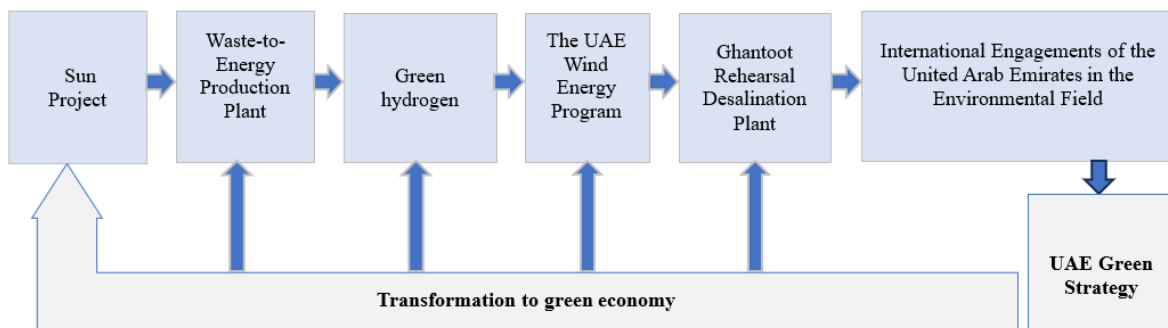 Sun
Project
Waste-to-
Energy
Production
Plant
Green
hydrogen
The UAE
Wind
Energy
Program
Ghantoot
Rehearsal
Desalination
Plant
International Engagements of the
United Arab Emirates in the
Environmental Field
UAE Green
Strategy
Transformation to green economy